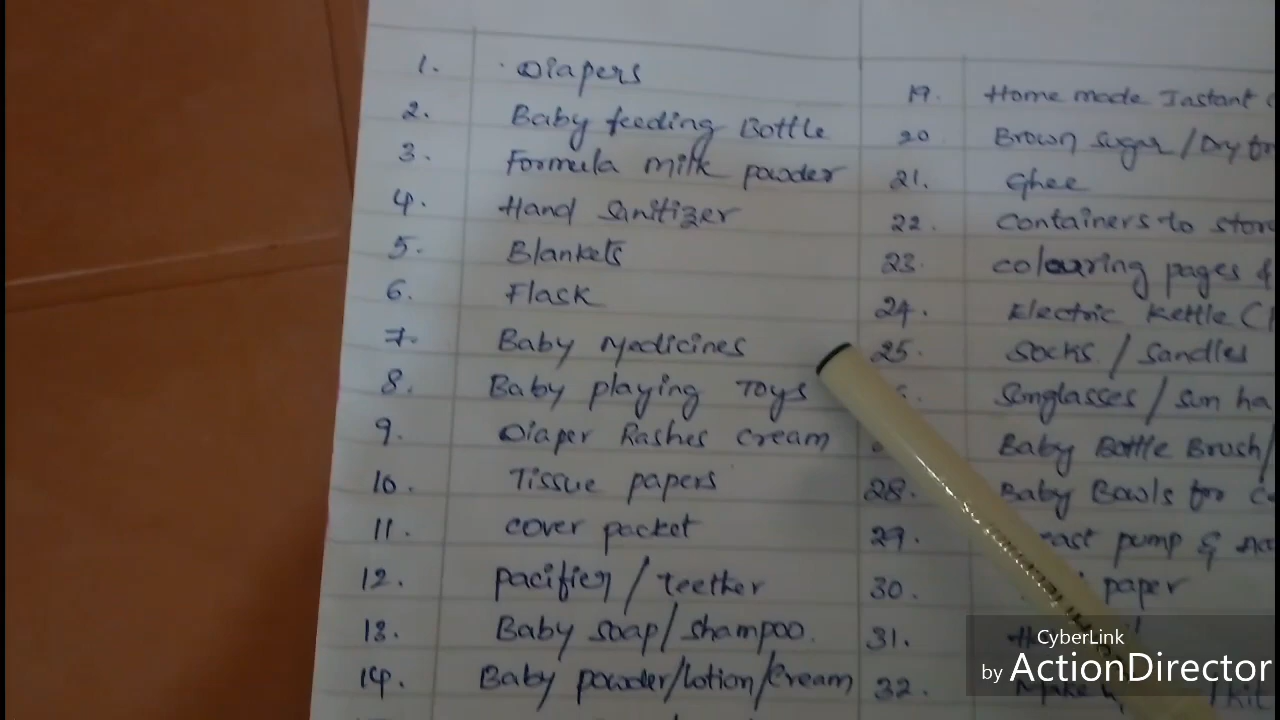 1. Diapers
2. Baby feeding Bottle
3. Formula milk powder
4. Hand Sanitizer
5. Blankets
6. Flask
7. Baby Medicines
8. Baby playing Toys
9. Diaper Rashes cream
10. Tissue papers
11. cover packet
12. pacifier / Teether
13. Baby soap / shampoo.
14. Baby powder/Lotion/Cream
19. Home made Instant
20 Brown sugar / Dry
21. Ghee
22. Containers to
23. colouring pages &
24. Electric Kettle (
25. Socks / Sandles
Sunglasses / sun
Baby Bottle Brush/
28. Baby Bowls for
29. pump &
30. paper
31.
32.
CyberLink
by ActionDirector